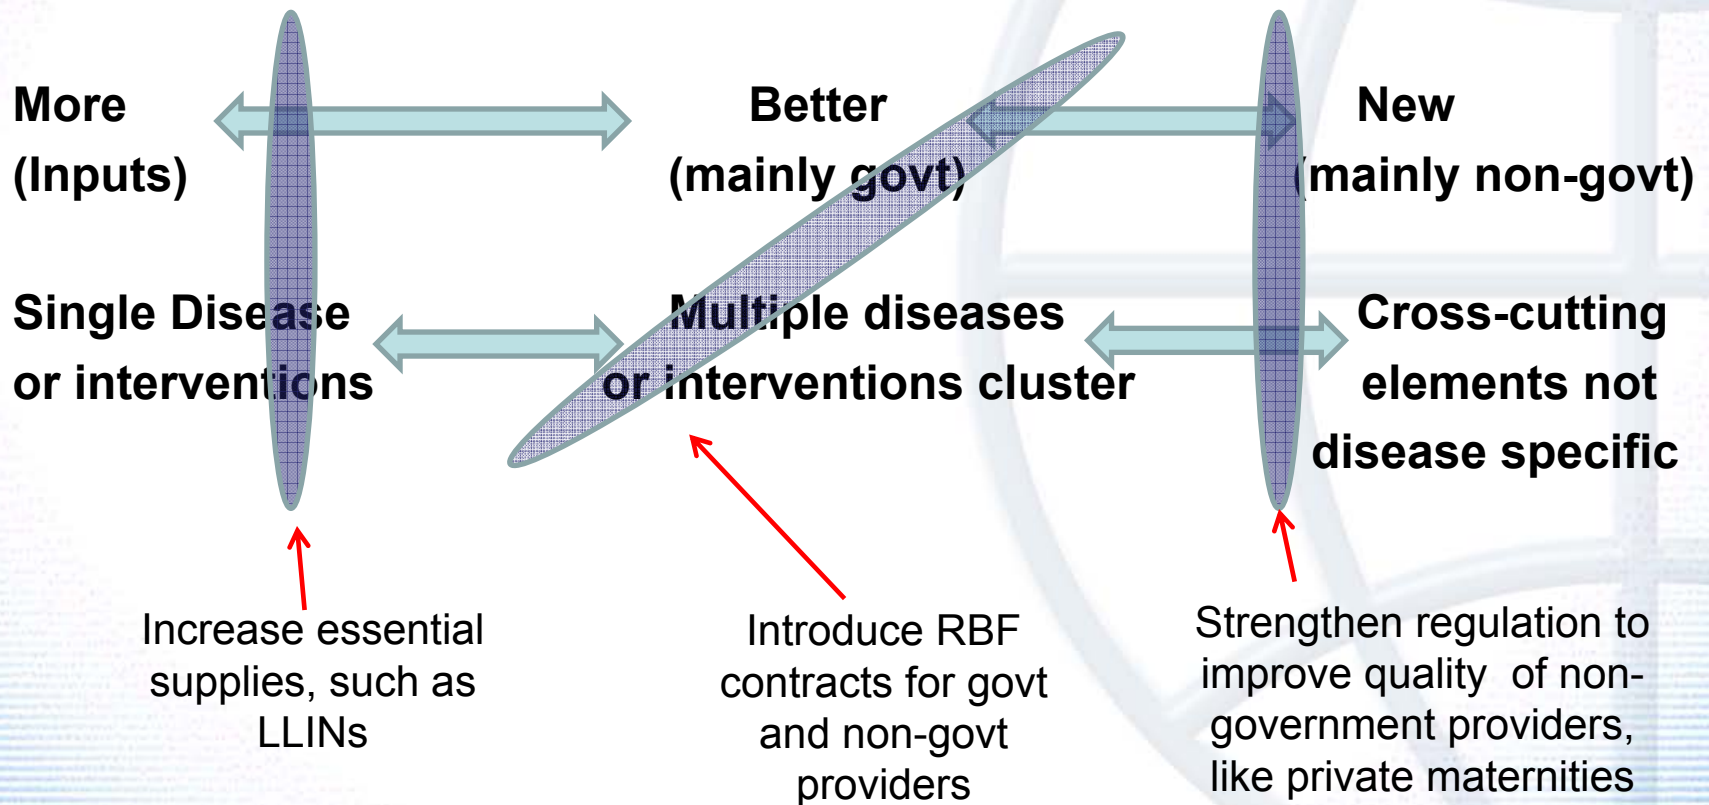 More
(Inputs)
Better
(mainly govt)
New
(mainly non-govt)
Single Disease
or interventions
Multiple diseases
or interventions cluster
Cross-cutting
elements not
disease specific
Increase essential
supplies, such as
LLINs
Introduce RBF
contracts for govt
and non-govt
providers
Strengthen regulation to
improve quality  of non-
government providers,
like private maternities